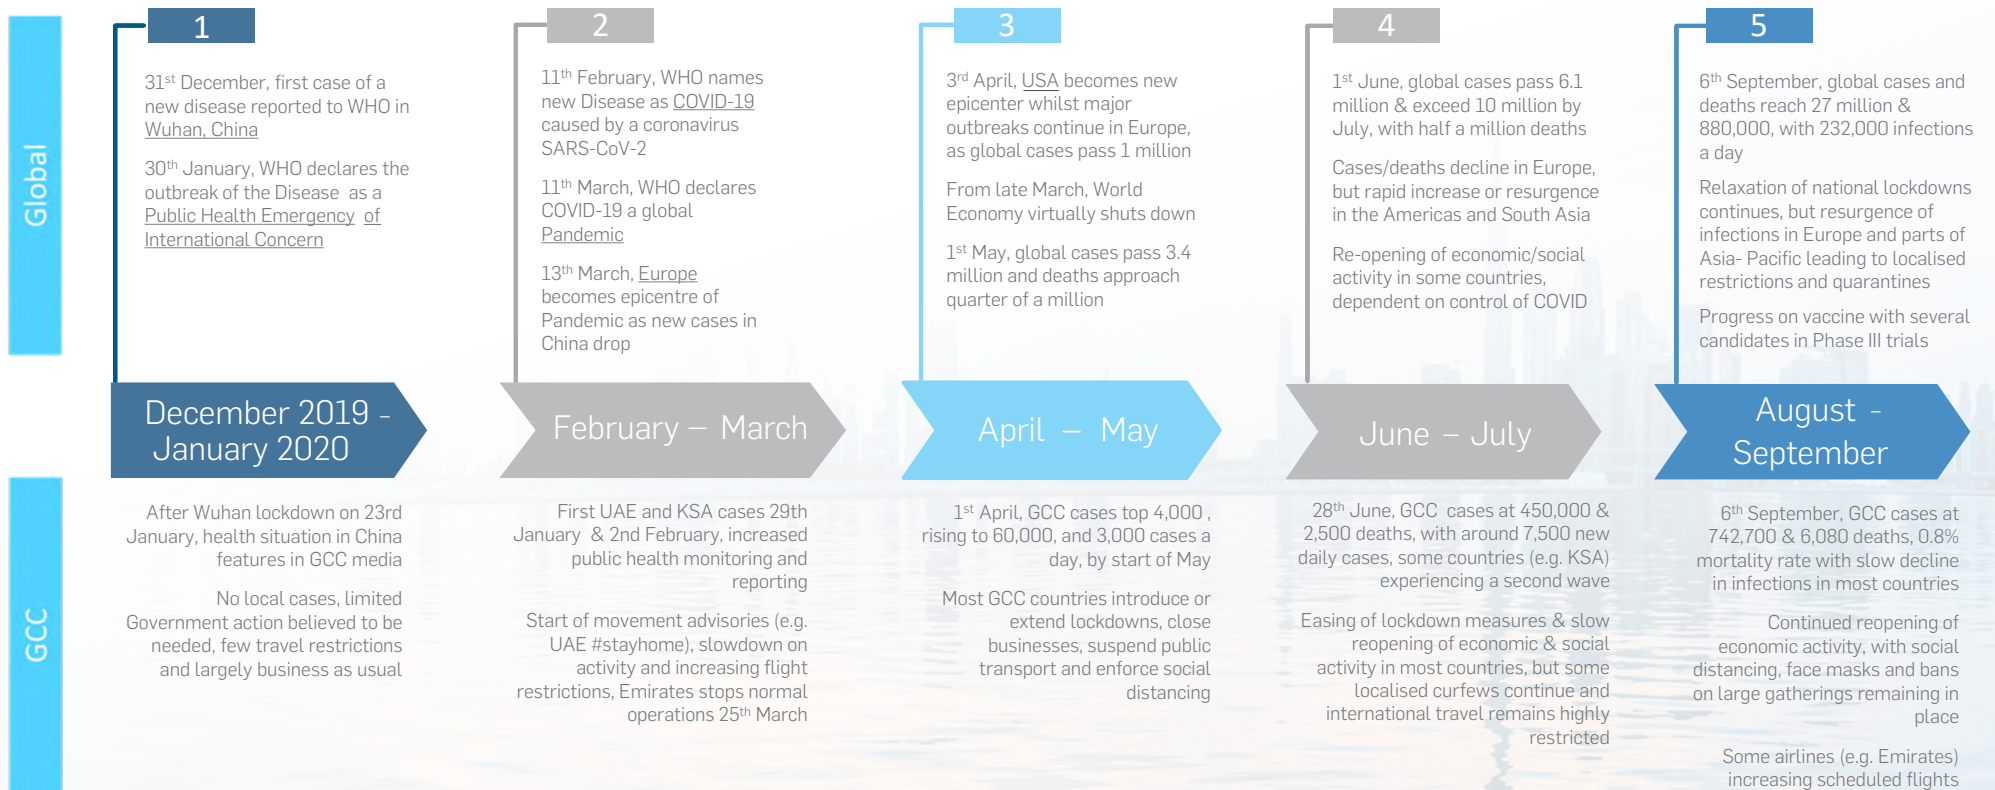 Global
1
31st December, first case of a
new disease reported to WHO in
Wuhan, China
30th January, WHO declares the
outbreak of the Disease as a
Public Health Emergency of
International Concern
2
11th February, WHO names
new Disease as COVID-19
caused by a coronavirus
SARS-CoV-2
11th March, WHO declares
COVID-19 a global
Pandemic
13th March, Europe
becomes epicentre of
Pandemic as new cases in
China drop
3
3rd April, USA becomes new
epicenter whilst major
outbreaks continue in Europe,
as global cases pass 1 million
From late March, World
Economy virtually shuts down
1st May, global cases pass 3.4
million and deaths approach
quarter of a million
4
1st June, global cases pass 6.1
million & exceed 10 million by
July, with half a million deaths
Cases/deaths decline in Europe,
but rapid increase or resurgence
in the Americas and South Asia
Re-opening of economic/social
activity in some countries,
dependent on control of COVID
5
6th September, global cases and
deaths reach 27 million &
880,000, with 232,000 infections
a day
Relaxation of national lockdowns
continues, but resurgence of
infections in Europe and parts of
Asia- Pacific leading to localised
restrictions and quarantines
Progress on vaccine with several
candidates in Phase III trials
December 2019 -
January 2020
February – March
April – May
June – July
August -
September
GCC
After Wuhan lockdown on 23rd
January, health situation in China
features in GCC media
No local cases, limited
Government action believed to be
needed, few travel restrictions
and largely business as usual
First UAE and KSA cases 29th
January & 2nd February, increased
public health monitoring and
reporting
Start of movement advisories (e.g.
UAE #stayhome), slowdown on
activity and increasing flight
restrictions, Emirates stops normal
operations 25th March
1st April, GCC cases top 4,000 ,
rising to 60,000, and 3,000 cases a
day, by start of May
Most GCC countries introduce or
extend lockdowns, close
businesses, suspend public
transport and enforce social
distancing
28th June, GCC cases at 450,000 &
2,500 deaths, with around 7,500 new
daily cases, some countries (e.g. KSA)
experiencing a second wave
Easing of lockdown measures & slow
reopening of economic & social
activity in most countries, but some
localised curfews continue and
international travel remains highly
restricted
6th September, GCC cases at
742,700 & 6,080 deaths, 0.8%
mortality rate with slow decline
in infections in most countries
Continued reopening of
economic activity, with social
distancing, face masks and bans
on large gatherings remaining in
place
Some airlines (e.g. Emirates)
increasing scheduled flights